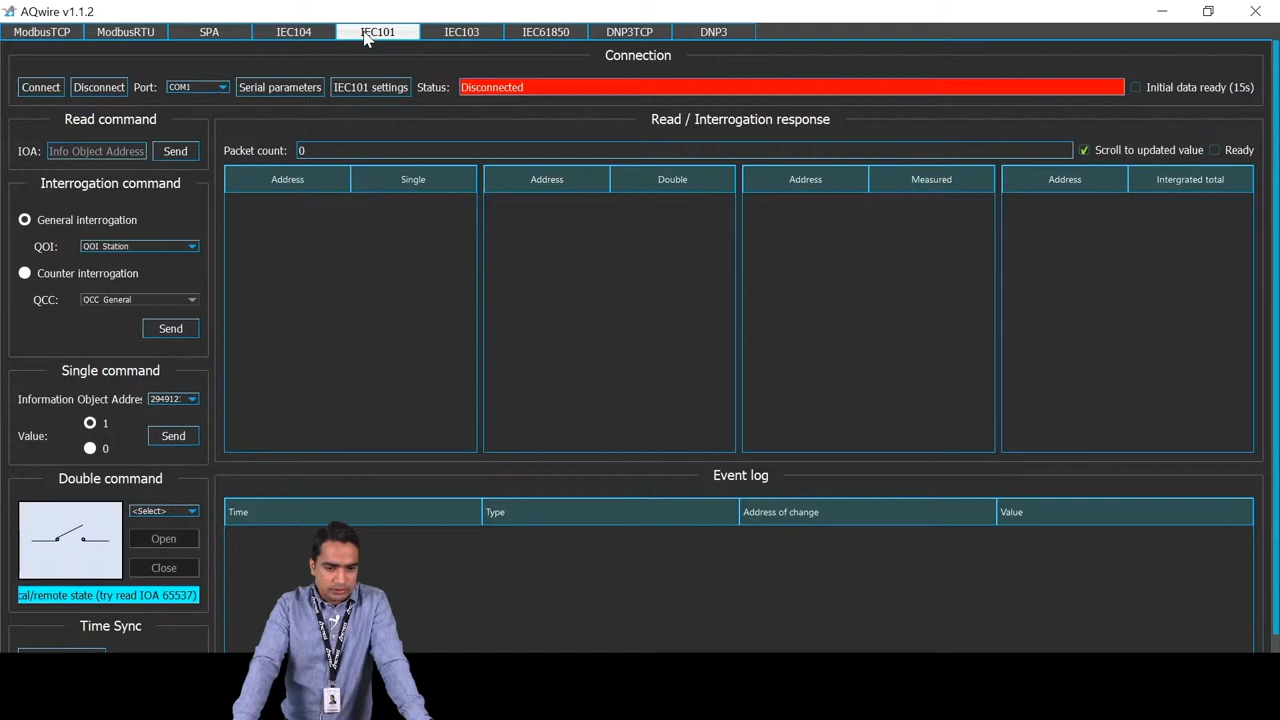 AQwire v1.1.2
ModbusTCP ModbusRTU SPA IEC104 IEC101 IEC103 IEC61850 DNP3TCP DNP3
Connection
Connect Disconnect Port: COM1 Serial parameters IEC101 settings Status: Disconnected Initial data ready (15s)
Read command
IOA: Info Object Address Send
Interrogation command
General interrogation
QOI: QOI Station
Counter interrogation
QCC: QCC General
Send
Single command
Information Object Addre: 294912
1
Value: Send
0
Double command
<Select>
Open
Close
cal/remote state (try read IOA 65537)
Time Sync
Read / Interrogation response
Packet count: 0 Scroll to updated value Ready
Address Single Address Double Address Measured Address Intergrated total
Event log
Time Type Address of change Value